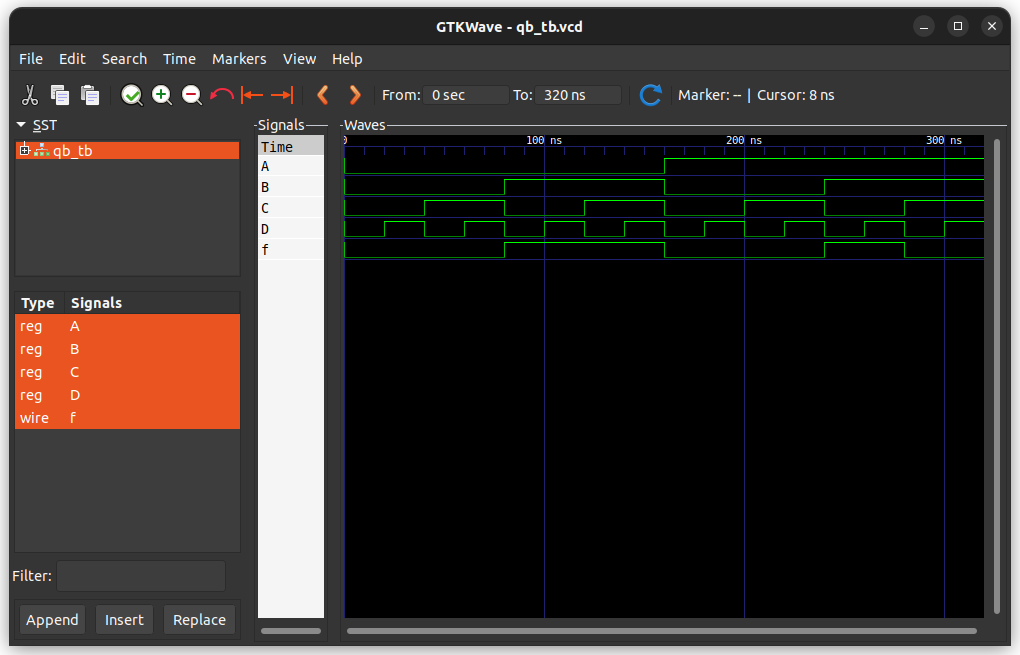 GTKWave - qb_tb.vcd
File Edit Search Time Markers View Help
From: 0 sec To: 320 ns Marker: -- | Cursor: 8 ns
SST
qb_tb
Type Signals
reg A
reg B
reg C
reg D
wire f
Filter:
Append Insert Replace
Signals
Time
A
B
C
D
f
Waves
0 100 ns 200 ns 300 ns